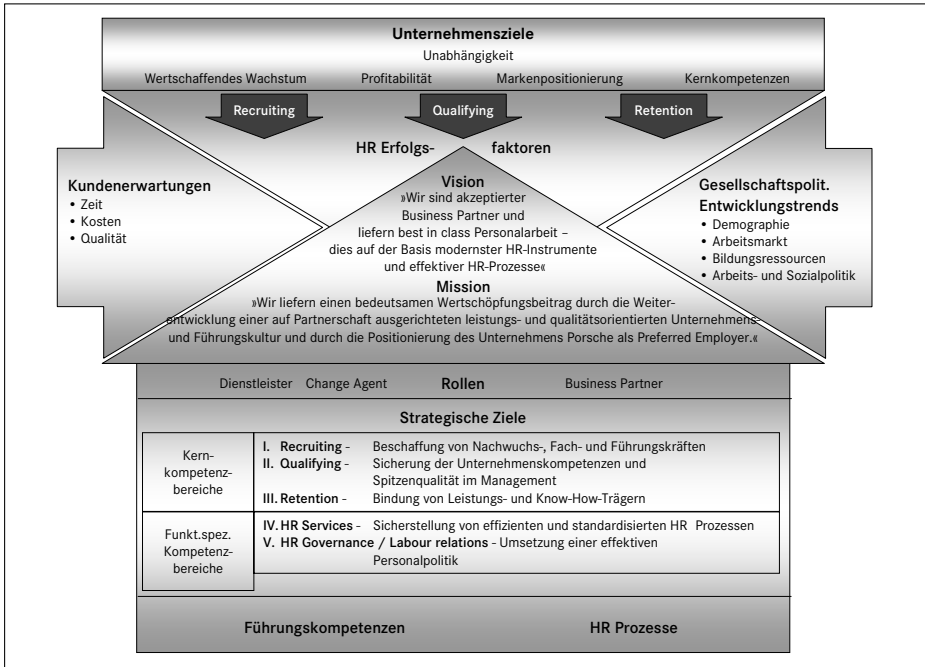 Unternehmensziele
Unabhängigkeit
Wertschaffendes Wachstum Profitabilität Markenpositionierung Kernkompetenzen
Recruiting Qualifying Retention
HR Erfolgs- faktoren
Kundenerwartungen
• Zeit
• Kosten
• Qualität
Vision
»Wir sind akzeptierter
Business Partner und
liefern best in class Personalarbeit –
dies auf der Basis modernster HR-Instrumente
und effektiver HR-Prozesse«
Mission
»Wir liefern einen bedeutsamen Wertschöpfungsbeitrag durch die Weiter-
entwicklung einer auf Partnerschaft ausgerichteten leistungs- und qualitätsorientierten Unternehmens-
und Führungskultur und durch die Positionierung des Unternehmens Porsche als Preferred Employer.«
Gesellschaftspolit.
Entwicklungstrends
• Demographie
• Arbeitsmarkt
• Bildungsressourcen
• Arbeits- und Sozialpolitik
Dienstleister Change Agent Rollen Business Partner
Strategische Ziele
Kern-
kompetenz-
bereiche
I. Recruiting - Beschaffung von Nachwuchs-, Fach- und Führungskräften
II. Qualifying - Sicherung der Unternehmenskompetenzen und
Spitzenqualität im Management
III. Retention - Bindung von Leistungs- und Know-How-Trägern
Funkt.spez.
Kompetenz-
bereiche
IV. HR Services - Sicherstellung von effizienten und standardisierten HR Prozessen
V. HR Governance / Labour relations - Umsetzung einer effektiven
Personalpolitik
Führungskompetenzen HR Prozesse